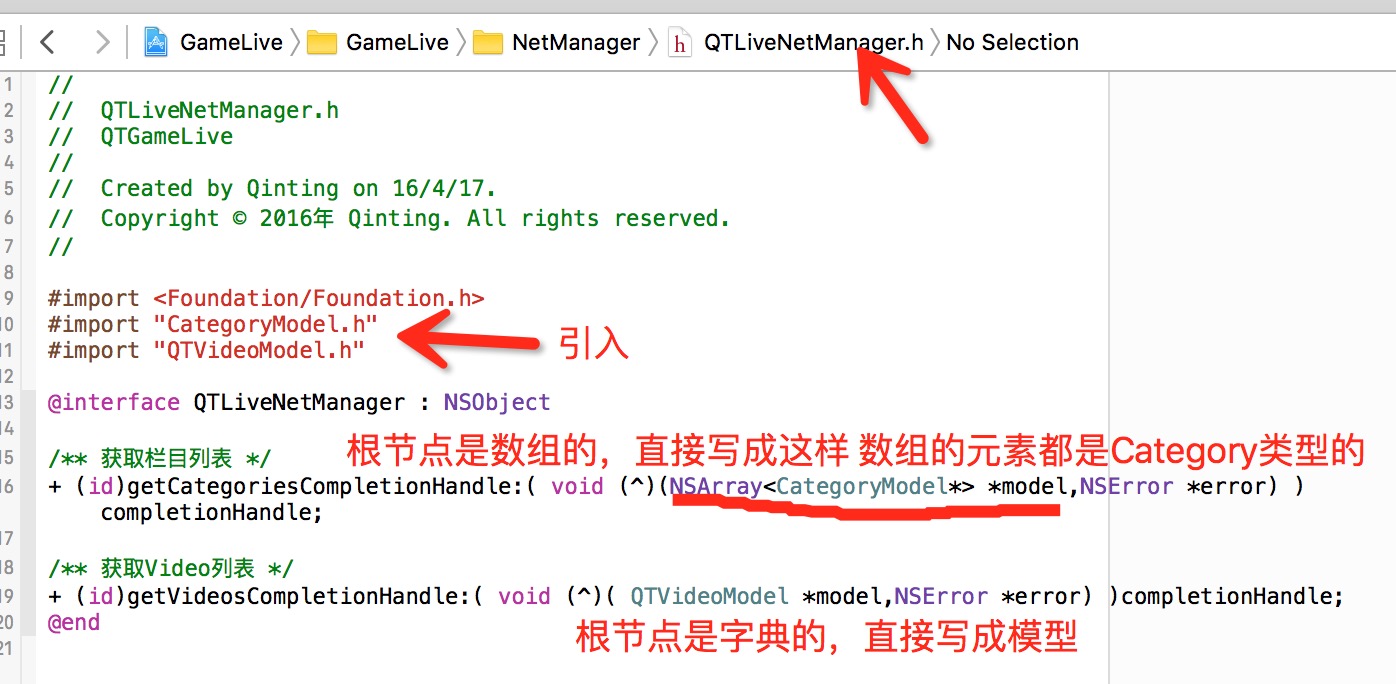 GameLive GameLive NetManager h QTLiveNetManager.h No Selection
1 //
2 // QTLiveNetManager.h
3 // QTGameLive
4 //
5 // Created by Qinting on 16/4/17.
6 // Copyright © 2016年 Qinting. All rights reserved.
7 //
8
9 #import <Foundation/Foundation.h>
10 #import "CategoryModel.h"
引入
11 #import "QTVideoModel.h"
12
13 @interface QTLiveNetManager : NSObject
14
根节点是数组的，直接写成这样 数组的元素都是Category类型的
15 /** 获取栏目列表 */
16 + (id)getCategoriesCompletionHandle:( void (^)(NSArray<CategoryModel*> *model,NSError *error) )
completionHandle;
17
18 /** 获取Video列表 */
19 + (id)getVideosCompletionHandle:( void (^)( QTVideoModel *model,NSError *error) )completionHandle;
20 @end
根节点是字典的，直接写成模型
21